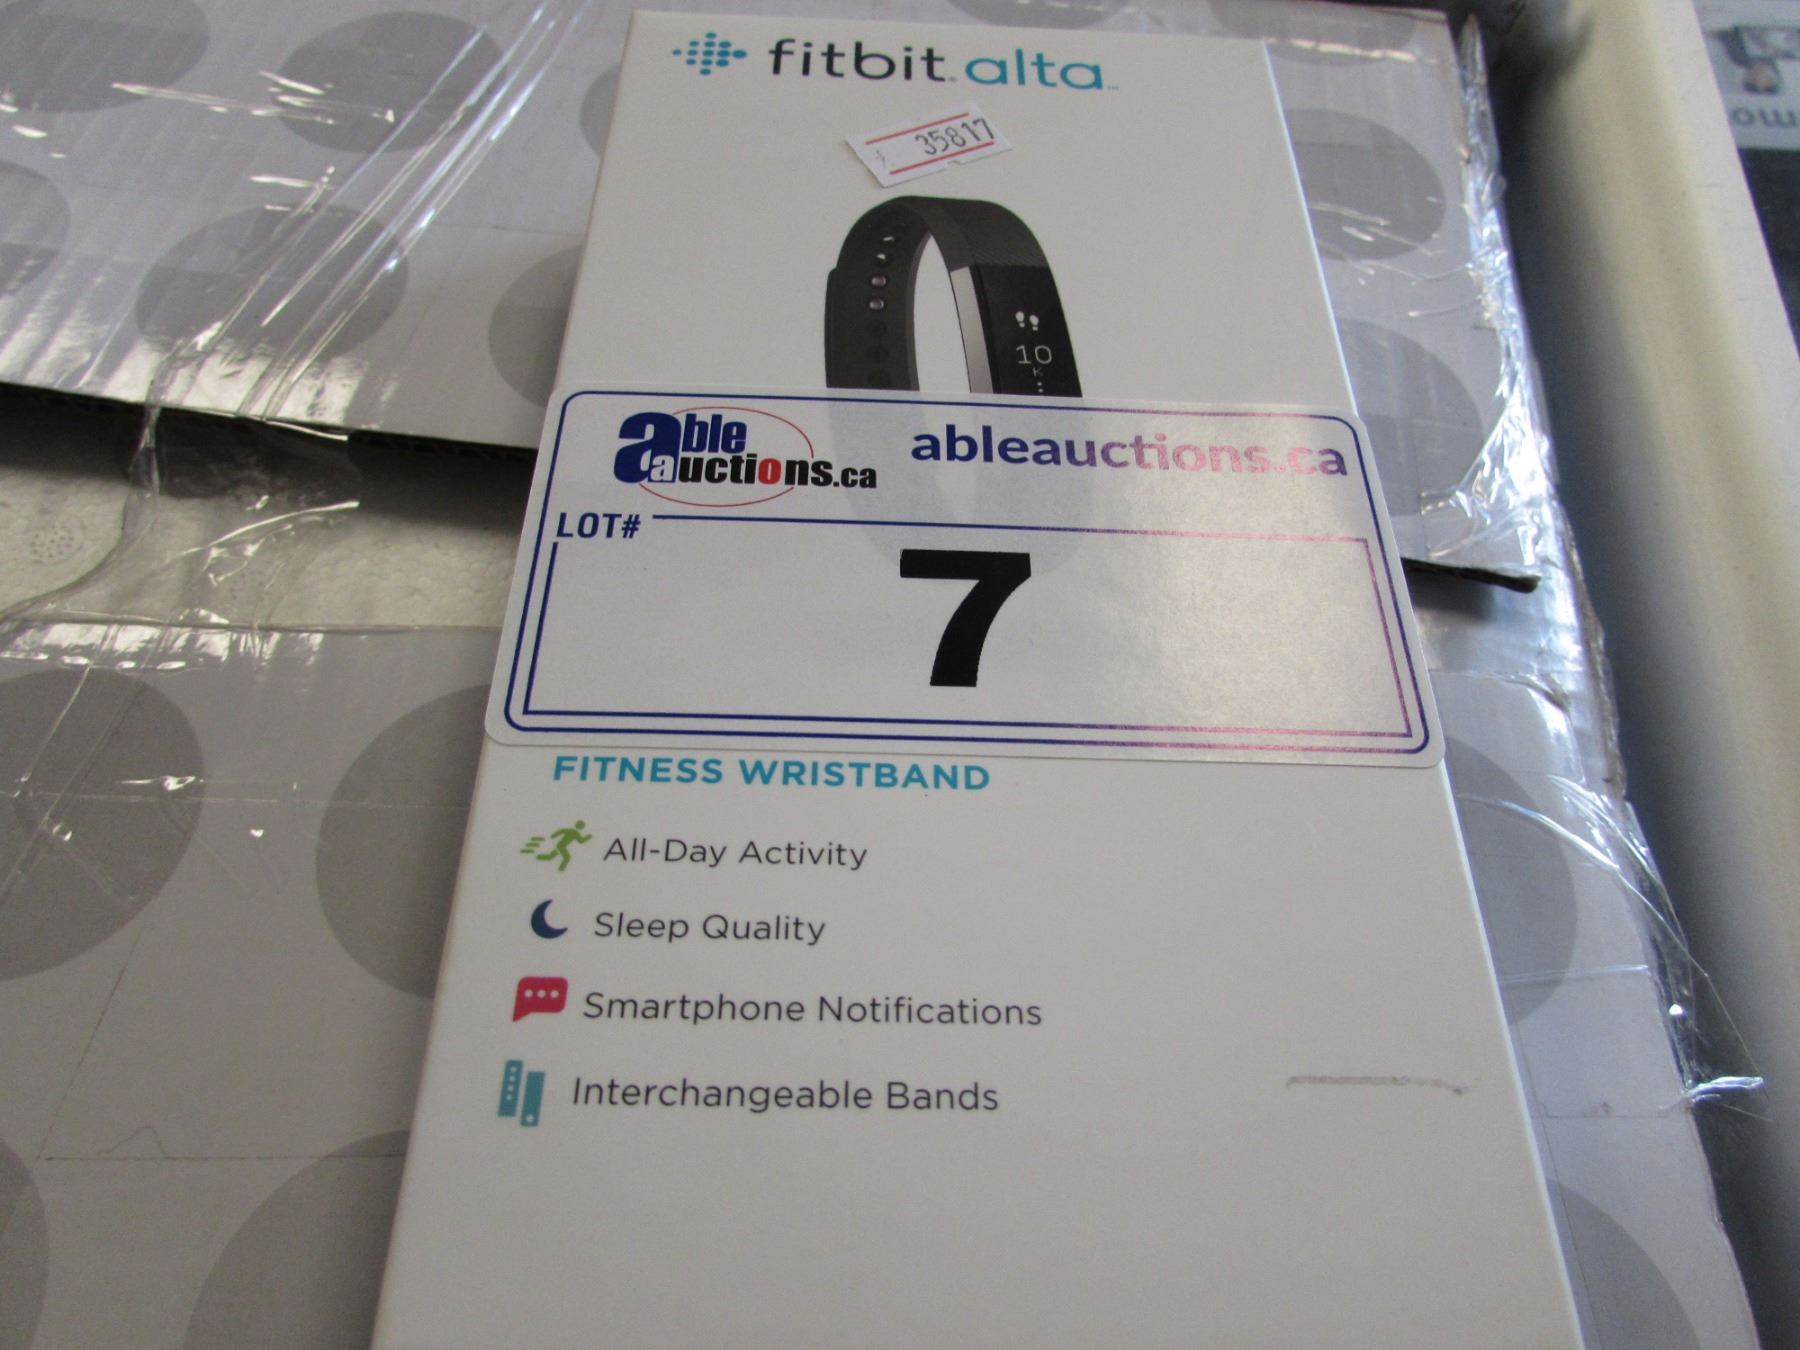 fitbit alta™
35817
10
K
able auctions.ca
ableauctions.ca
LOT#
7
FITNESS WRISTBAND
All-Day Activity
Sleep Quality
Smartphone Notifications
Interchangeable Bands